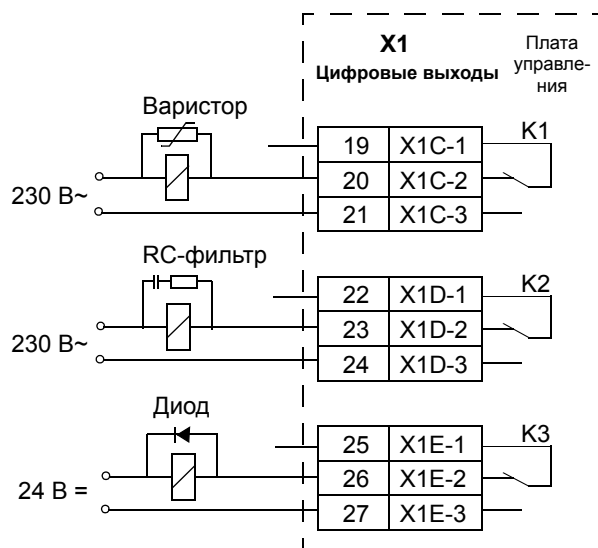 X1
Цифровые выходы
Плата
управле-
ния
Варистор
230 В~
19 X1C-1 K1
20 X1C-2
21 X1C-3
RC-фильтр
230 В~
22 X1D-1 K2
23 X1D-2
24 X1D-3
Диод
24 В =
25 X1E-1 K3
26 X1E-2
27 X1E-3